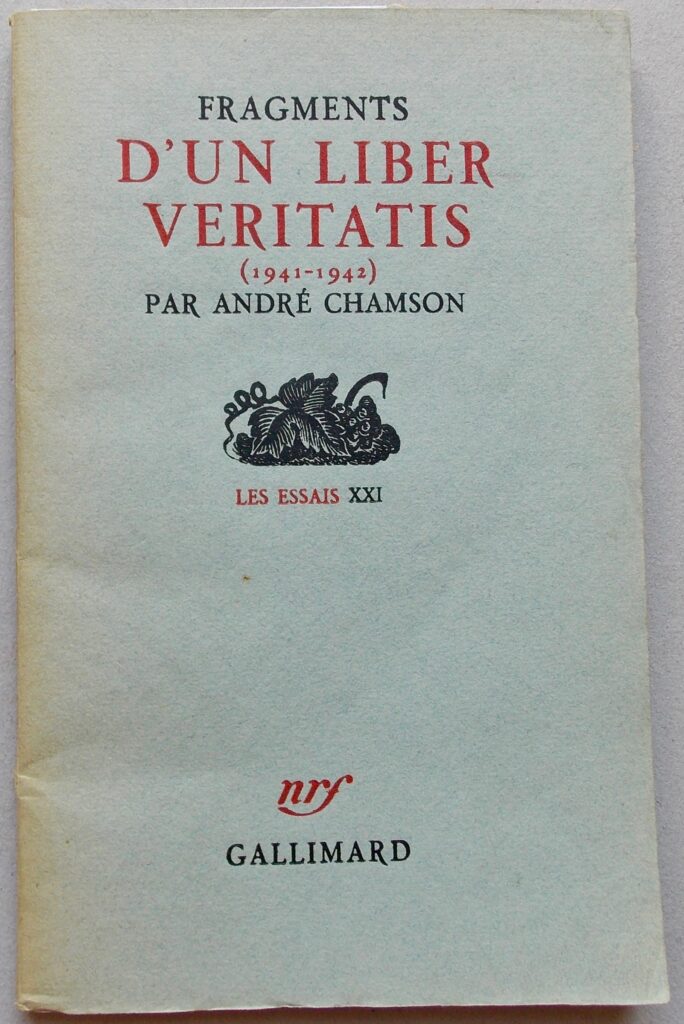 FRAGMENTS
D'UN LIBER
VERITATIS
(1941-1942)
PAR ANDRÉ CHAMSON
LES ESSAIS XXI
nrf
GALLIMARD